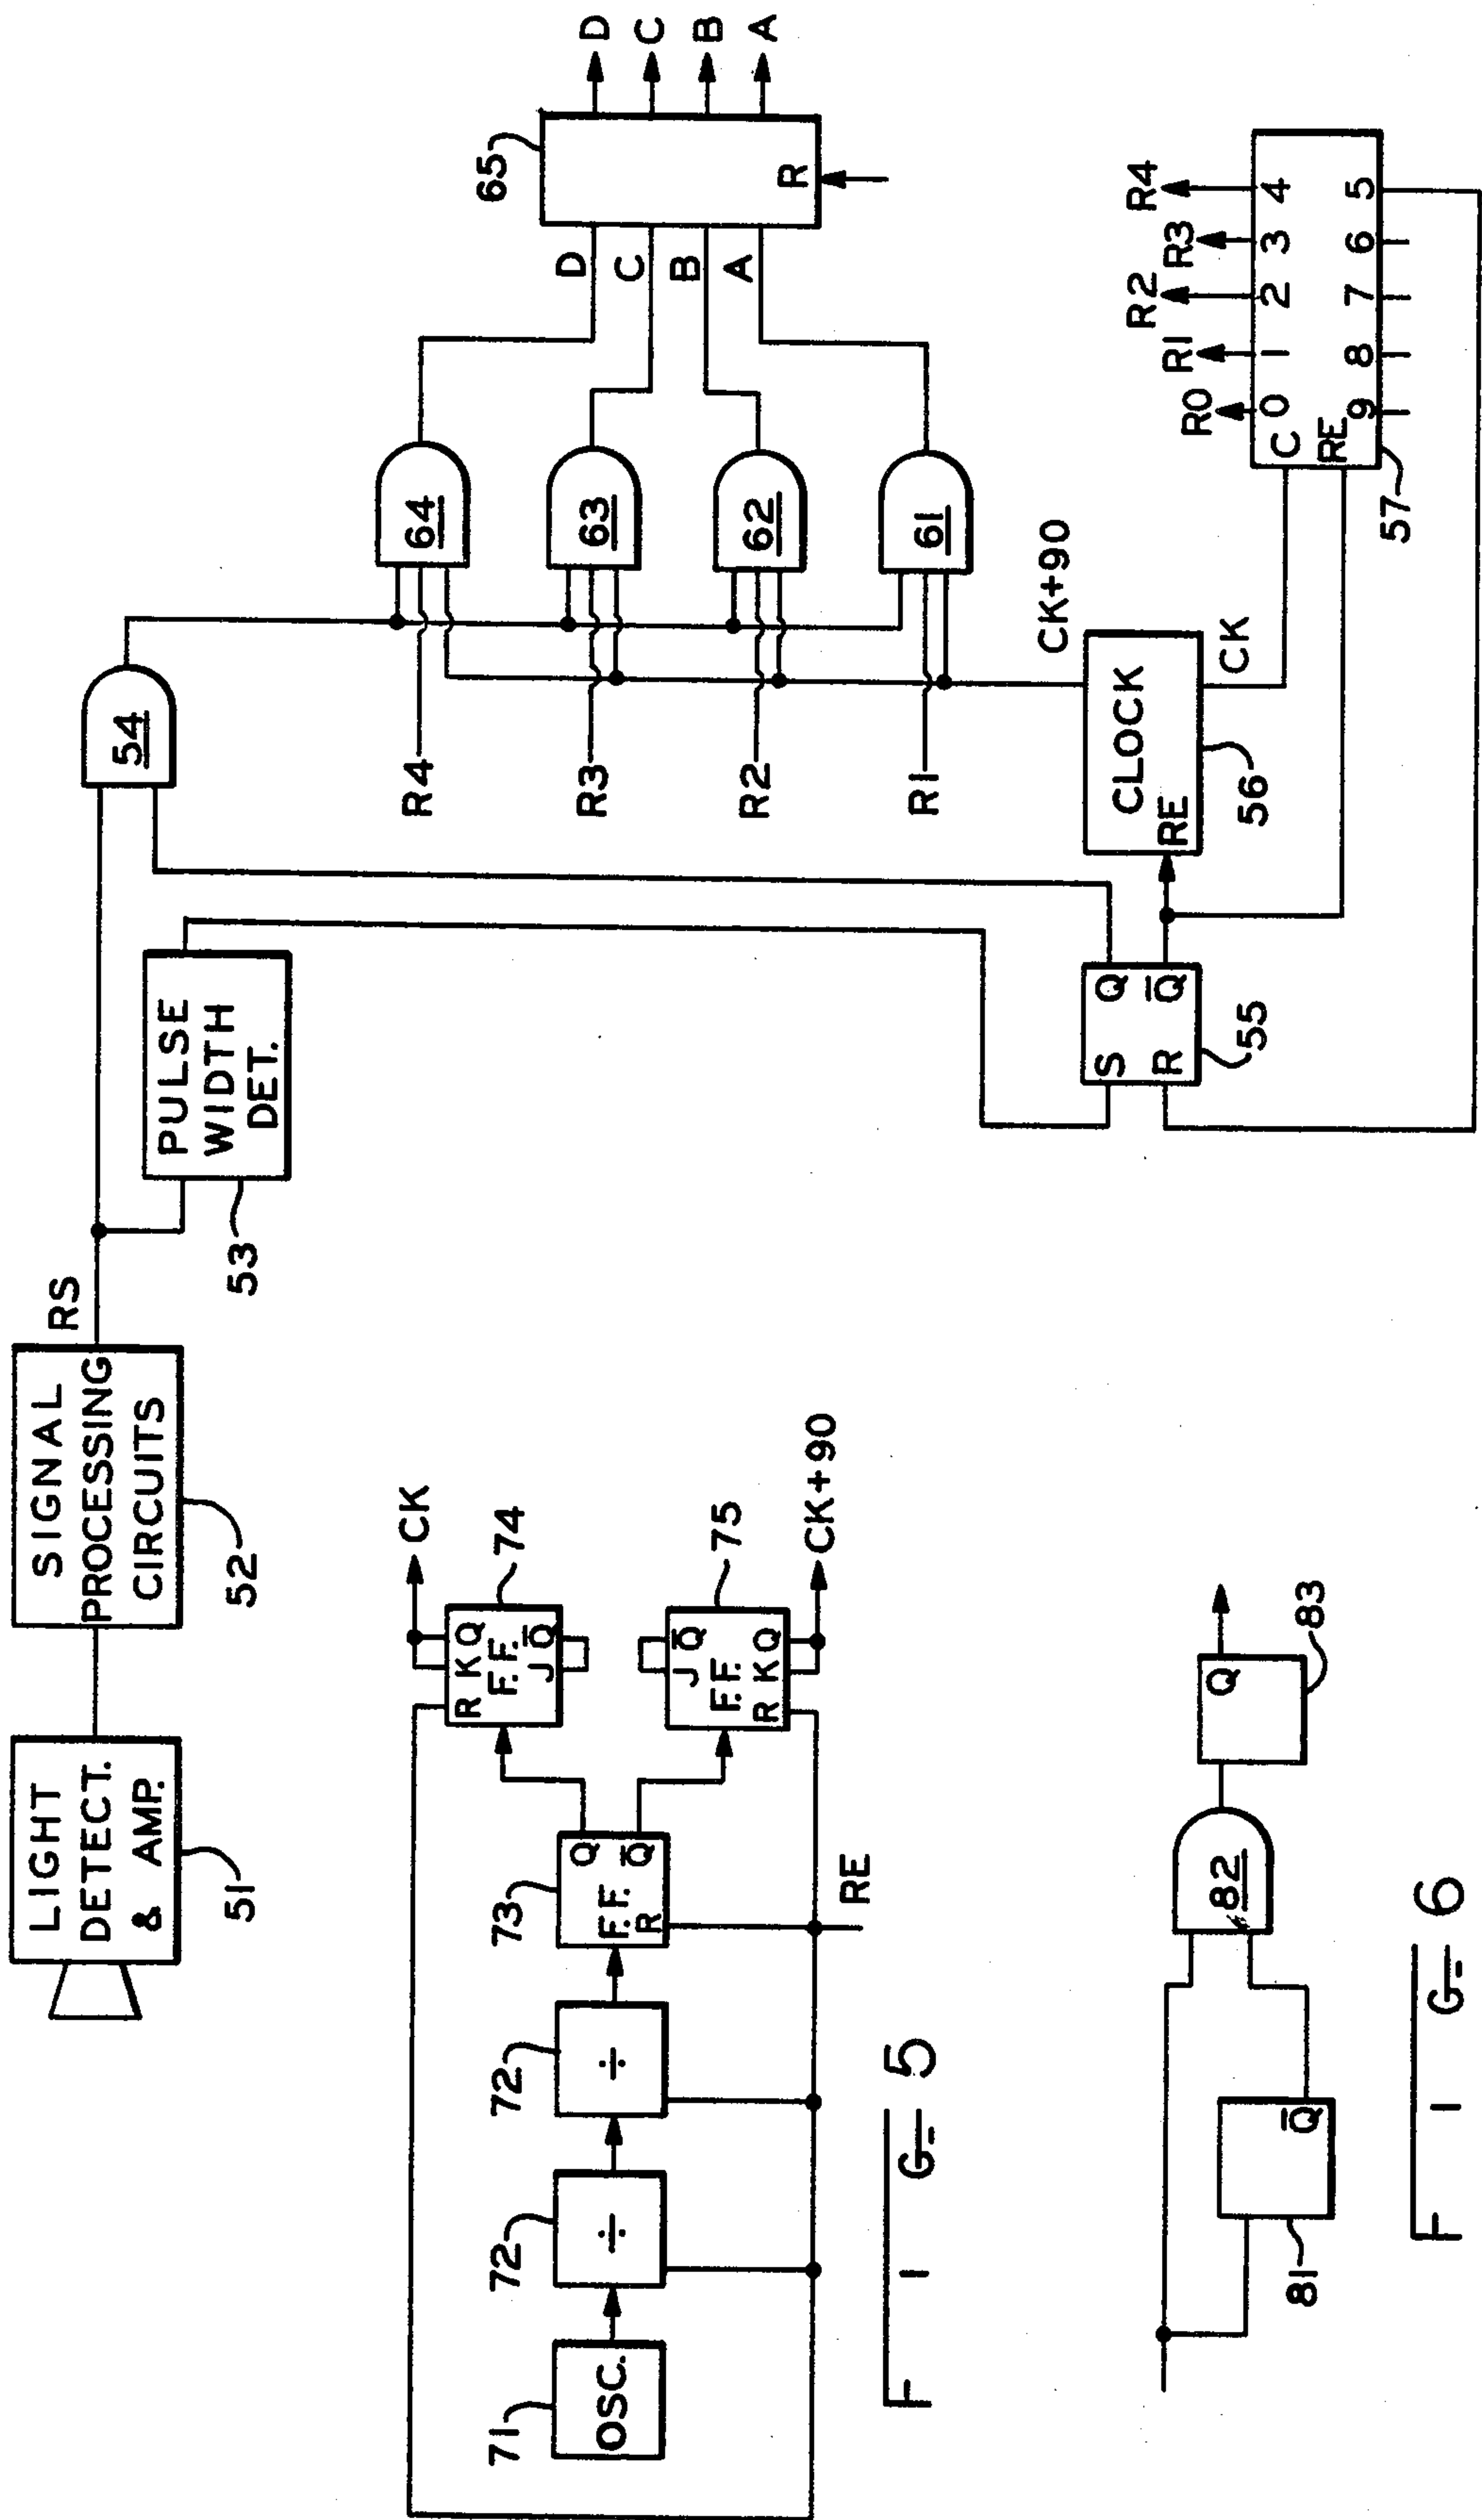 LIGHT
DETECT.
& AMP.
51
SIGNAL
PROCESSING
CIRCUITS
52
RS
PULSE
WIDTH
DET.
53
54
S Q
R Q̅
55
CLOCK
RE
56
CK+90
CK
R4
R3
R2
R1
64
63
62
61
D
C
B
A
65
R
D
C
B
A
R0 R1 R2 R3 R4
C 0 1 2 3 4
RE 9 8 7 6 5
57
OSC.
71
÷
72
÷
72
F.F.
R
Q
Q̅
73
RE
R K Q
F.F.
J Q̅
74
CK
J Q̅
F.F.
R K Q
75
CK+90
FIG-5
81
Q̅
82
Q
83
FIG-6